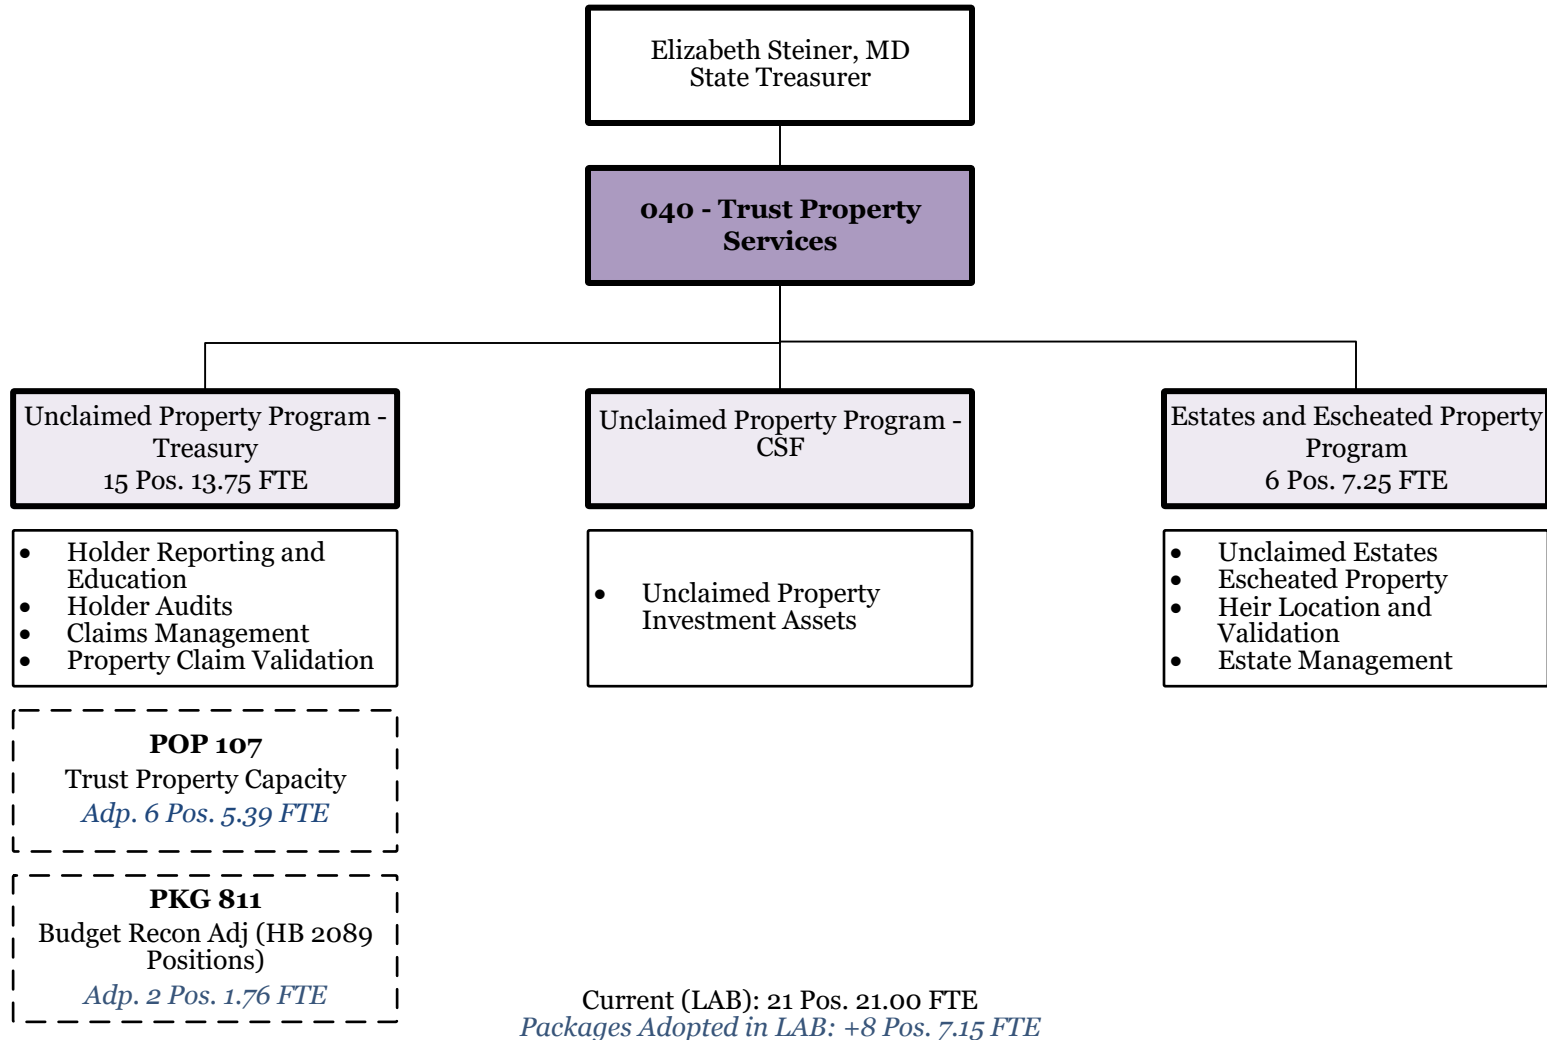 Elizabeth Steiner, MD
State Treasurer
040 - Trust Property
Services
Unclaimed Property Program -
Treasury
15 Pos. 13.75 FTE
Unclaimed Property Program -
CSF
Estates and Escheated Property
Program
6 Pos. 7.25 FTE
• Holder Reporting and
Education
• Holder Audits
• Claims Management
• Property Claim Validation
• Unclaimed Property
Investment Assets
• Unclaimed Estates
• Escheated Property
• Heir Location and
Validation
• Estate Management
POP 107
Trust Property Capacity
Adp. 6 Pos. 5.39 FTE
PKG 811
Budget Recon Adj (HB 2089
Positions)
Adp. 2 Pos. 1.76 FTE
Current (LAB): 21 Pos. 21.00 FTE
Packages Adopted in LAB: +8 Pos. 7.15 FTE